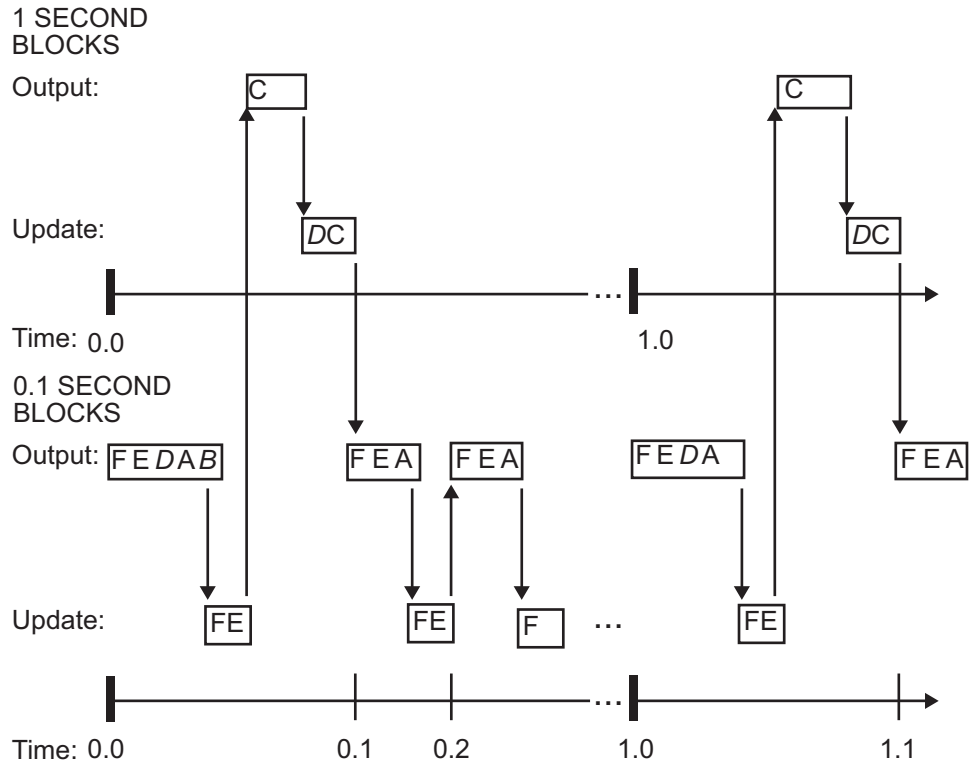 1 SECOND
BLOCKS
Output: C C
Update: DC DC
... 
Time: 0.0 1.0
0.1 SECOND
BLOCKS
Output: F E D A B F E A F E A F E D A F E A
Update: FE FE F ... FE
...
Time: 0.0 0.1 0.2 1.0 1.1